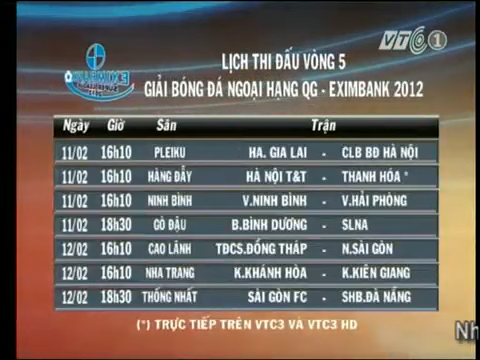 VTC 1
LỊCH THI ĐẤU VÒNG 5
GIẢI BÓNG ĐÁ NGOẠI HẠNG QG - EXIMBANK 2012
Ngày Giờ Sân Trận
11/02 16h10 PLEIKU HA. GIA LAI - CLB BĐ HÀ NỘI
11/02 16h10 HÀNG ĐẪY HÀ NỘI T&T - THANH HÓA *
11/02 16h10 NINH BÌNH V.NINH BÌNH - V.HẢI PHÒNG
11/02 18h30 GÒ ĐẬU B.BÌNH DƯƠNG - SLNA
12/02 16h10 CAO LÃNH TĐCS.ĐỒNG THÁP - N.SÀI GÒN
12/02 16h10 NHA TRANG K.KHÁNH HÒA - K.KIÊN GIANG
12/02 18h30 THỐNG NHẤT SÀI GÒN FC - SHB.ĐÀ NẴNG
(*) TRỰC TIẾP TRÊN VTC3 VÀ VTC3 HD